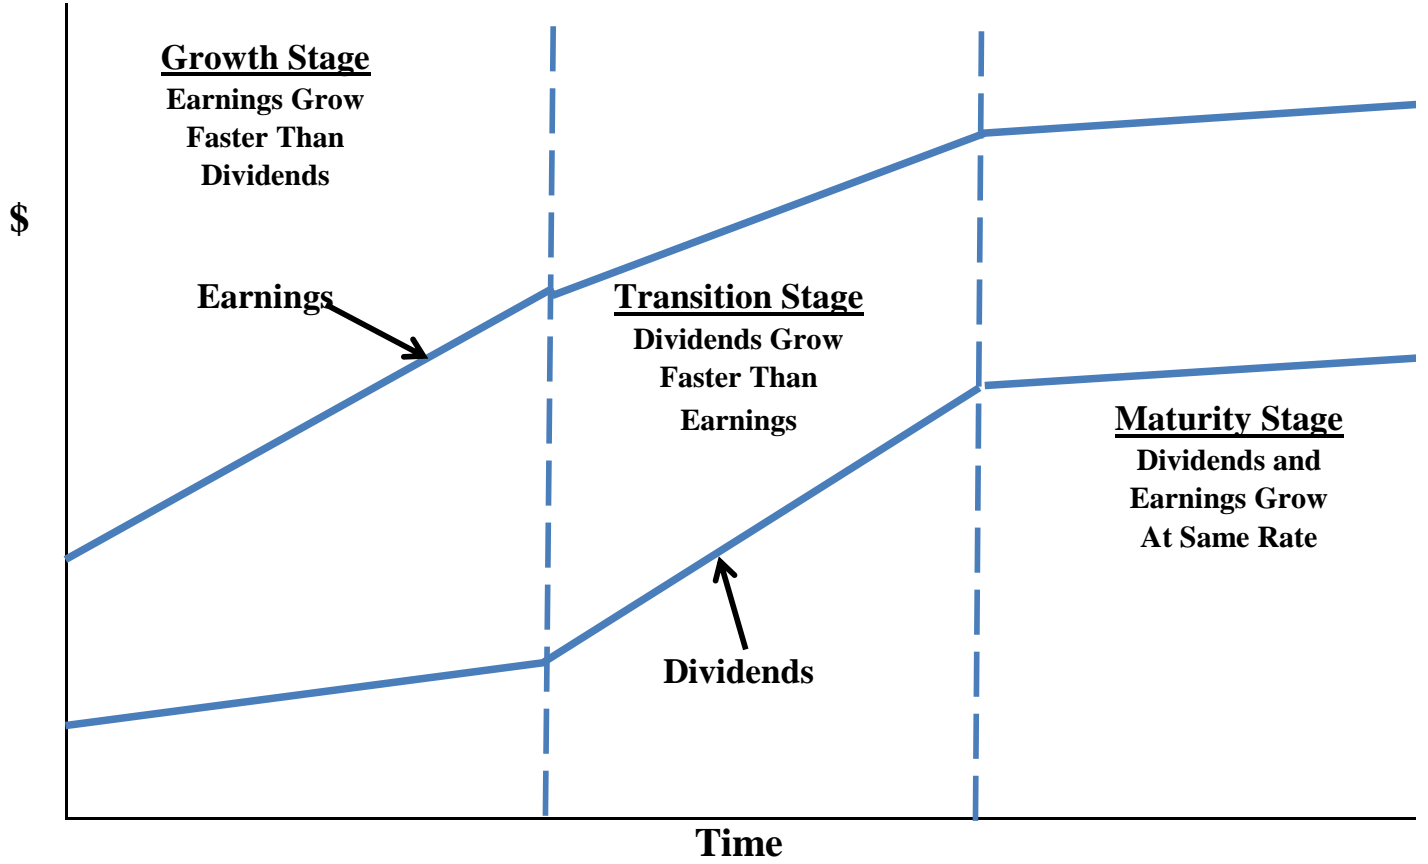 Growth Stage
Earnings Grow
Faster Than
Dividends
$
Earnings
Transition Stage
Dividends Grow
Faster Than
Earnings
Maturity Stage
Dividends and
Earnings Grow
At Same Rate
Dividends
Time